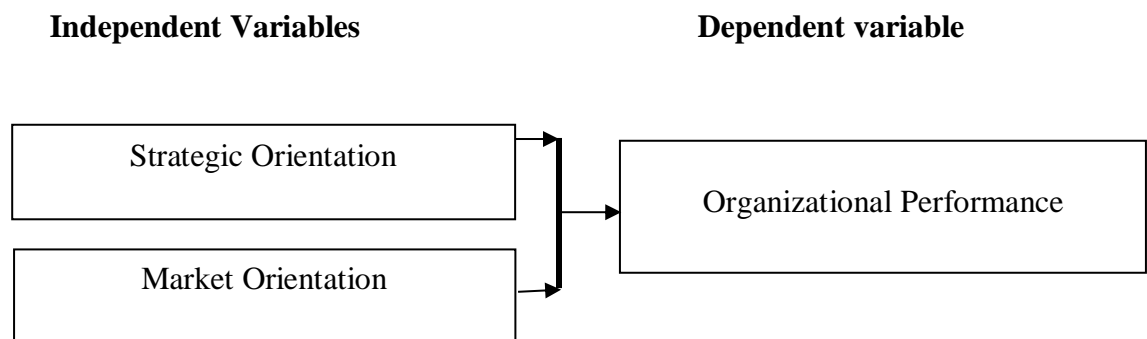 Independent Variables
Dependent variable
Strategic Orientation
Organizational Performance
Market Orientation